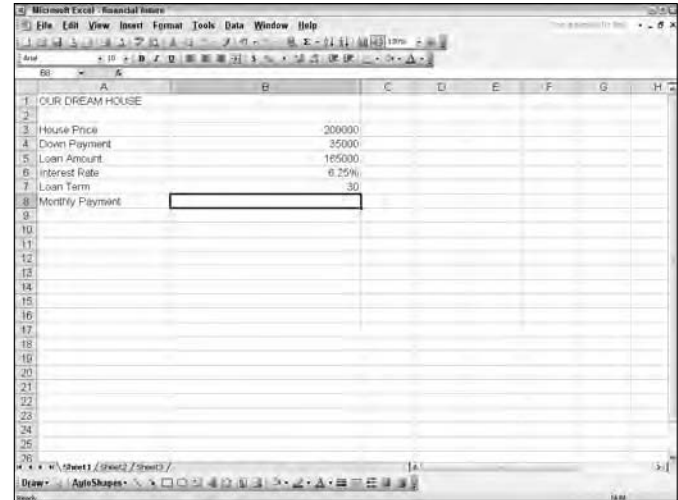 Microsoft Excel - financial future
File Edit View Insert Format Tools Data Window Help
Arial 10 B I U
B8
A B C D E F G H
1 OUR DREAM HOUSE
2
3 House Price 200000
4 Down Payment 35000
5 Loan Amount 165000
6 Interest Rate 6.25%
7 Loan Term 30
8 Monthly Payment
9
10
11
12
13
14
15
16
17
18
19
20
21
22
23
24
25
26
Sheet1 / Sheet2 / Sheet3 /
Draw AutoShapes
Ready NUM